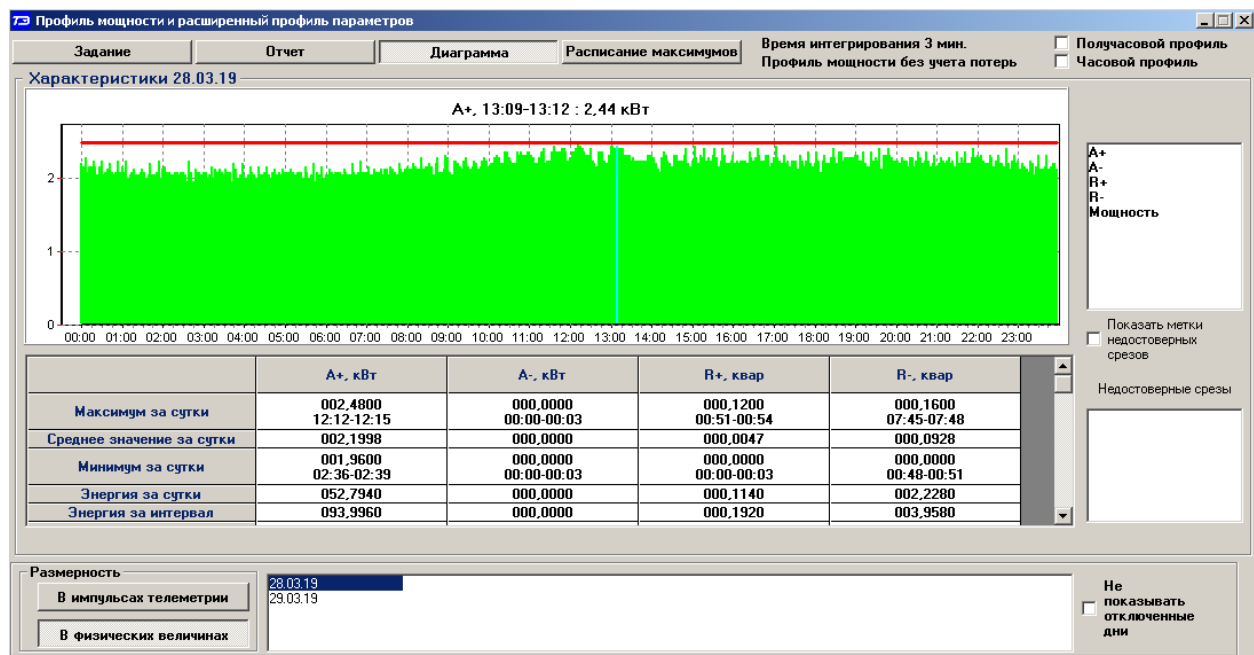 ТЭ Профиль мощности и расширенный профиль параметров
Задание
Отчет
Диаграмма
Расписание максимумов
Время интегрирования 3 мин.
Профиль мощности без учета потерь
Получасовой профиль
Часовой профиль
Характеристики 28.03.19
A+, 13:09-13:12 : 2,44 кВт
2
1
0
00:00 01:00 02:00 03:00 04:00 05:00 06:00 07:00 08:00 09:00 10:00 11:00 12:00 13:00 14:00 15:00 16:00 17:00 18:00 19:00 20:00 21:00 22:00 23:00
A+
A-
R+
R-
Мощность
Показать метки
недостоверных
срезов
Недостоверные срезы
A+, кВт A-, кВт R+, квар R-, квар
Максимум за сутки 002,4800 000,0000 000,1200 000,1600
12:12-12:15 00:00-00:03 00:51-00:54 07:45-07:48
Среднее значение за сутки 002,1998 000,0000 000,0047 000,0928
Минимум за сутки 001,9600 000,0000 000,0000 000,0000
02:36-02:39 00:00-00:03 00:00-00:03 00:48-00:51
Энергия за сутки 052,7940 000,0000 000,1140 002,2280
Энергия за интервал 093,9960 000,0000 000,1920 003,9580
Размерность
В импульсах телеметрии
В физических величинах
28.03.19
29.03.19
Не
показывать
отключенные
дни